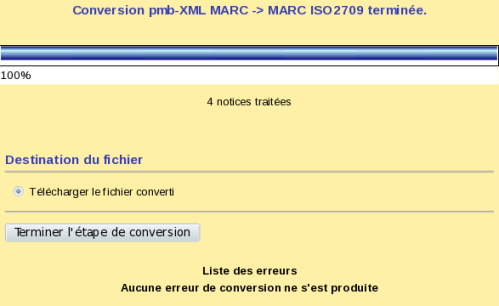 Conversion pmb-XML MARC -> MARC ISO2709 terminée.
100%
4 notices traitées
Destination du fichier
Télécharger le fichier converti
Terminer l'étape de conversion
Liste des erreurs
Aucune erreur de conversion ne s'est produite